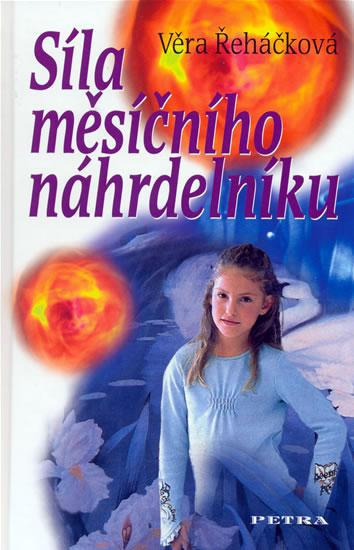 Věra Řeháčková
Síla
měsíčního
náhrdelníku
PETRA